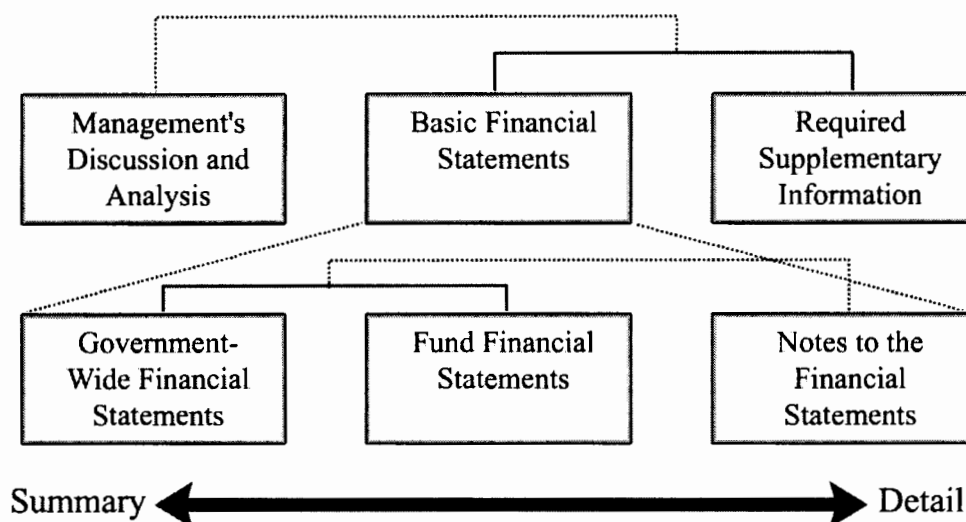 Management's
Discussion and
Analysis
Basic Financial
Statements
Required
Supplementary
Information
Government-
Wide Financial
Statements
Fund Financial
Statements
Notes to the
Financial
Statements
Summary
Detail